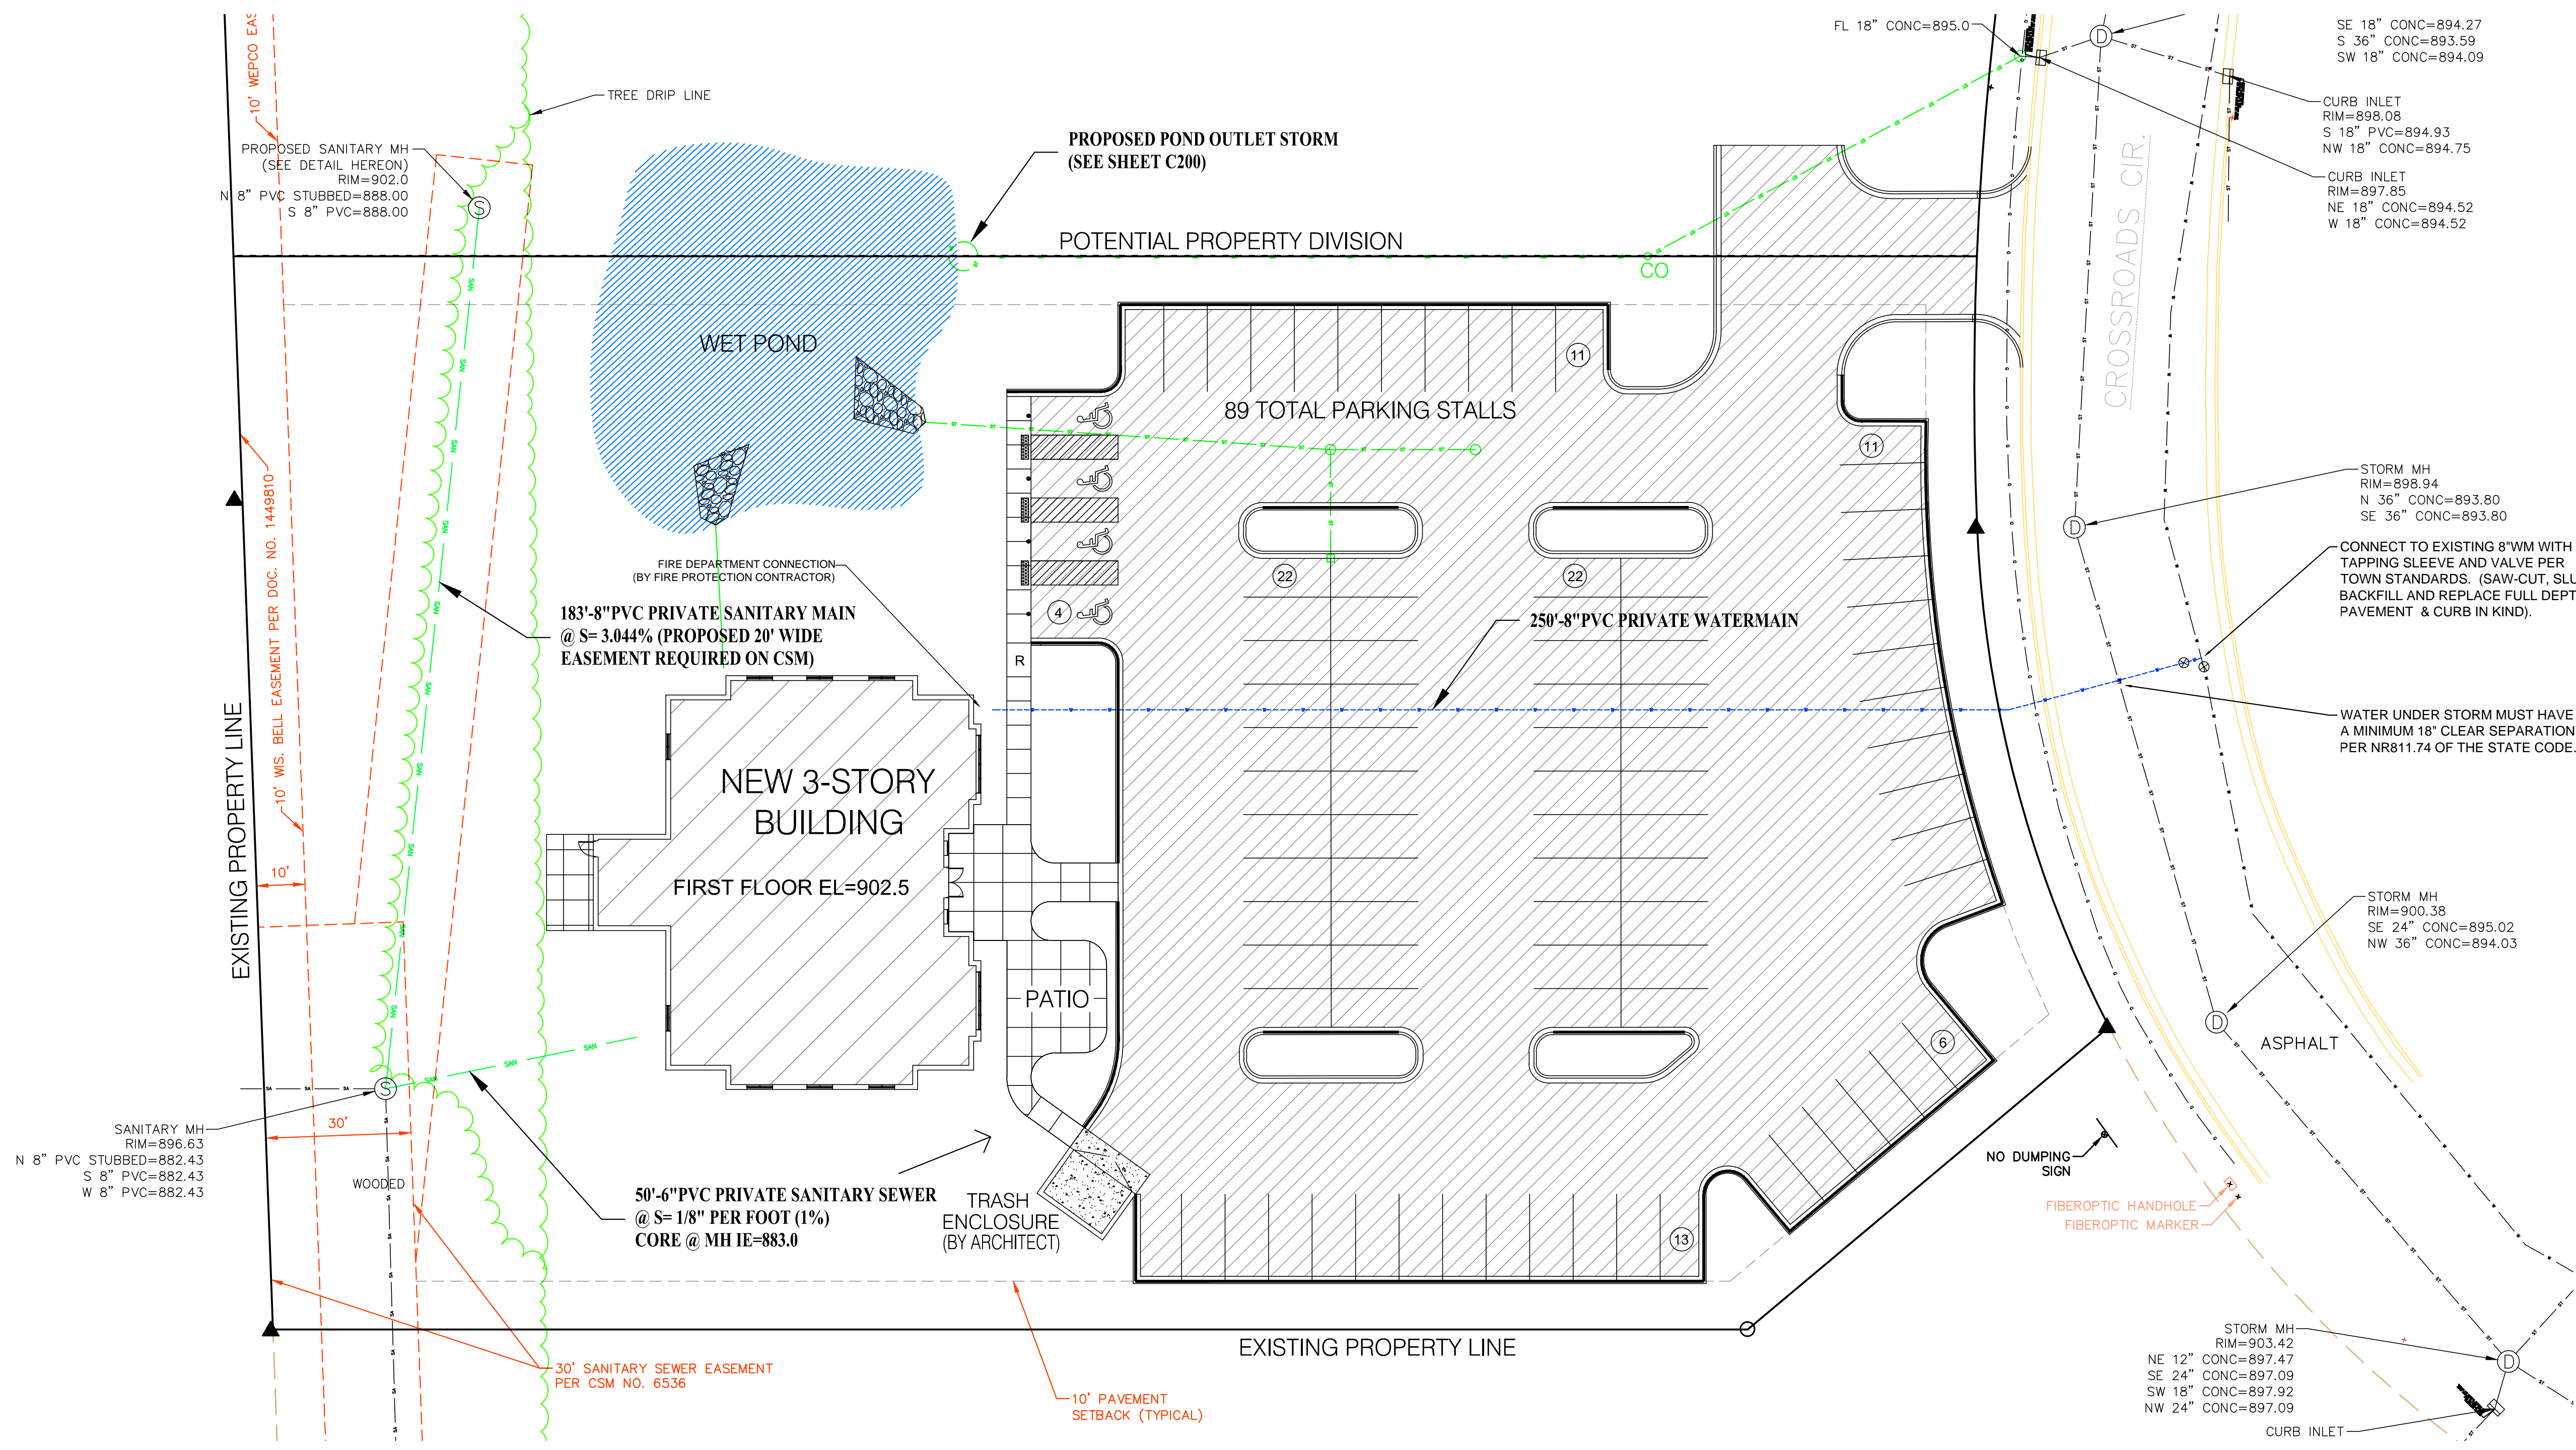 10' WEPCO EAS
TREE DRIP LINE
PROPOSED SANITARY MH
(SEE DETAIL HEREON)
RIM=902.0
N 8" PVC STUBBED=888.00
S 8" PVC=888.00
S
PROPOSED POND OUTLET STORM
(SEE SHEET C200)
POTENTIAL PROPERTY DIVISION
CO
FL 18" CONC=895.0
D
SE 18" CONC=894.27
S 36" CONC=893.59
SW 18" CONC=894.09
CURB INLET
RIM=898.08
S 18" PVC=894.93
NW 18" CONC=894.75
CURB INLET
RIM=897.85
NE 18" CONC=894.52
W 18" CONC=894.52
CROSSROADS CIR.
WET POND
11
89 TOTAL PARKING STALLS
11
STORM MH
RIM=898.94
N 36" CONC=893.80
SE 36" CONC=893.80
D
CONNECT TO EXISTING 8"WM WITH
TAPPING SLEEVE AND VALVE PER
TOWN STANDARDS. (SAW-CUT, SLU
BACKFILL AND REPLACE FULL DEPT
PAVEMENT & CURB IN KIND).
10' WIS. BELL EASEMENT PER DOC. NO. 1449810
FIRE DEPARTMENT CONNECTION
(BY FIRE PROTECTION CONTRACTOR)
22
22
4
183'-8"PVC PRIVATE SANITARY MAIN
@ S= 3.044% (PROPOSED 20' WIDE
EASEMENT REQUIRED ON CSM)
250'-8"PVC PRIVATE WATERMAIN
R
WATER UNDER STORM MUST HAVE
A MINIMUM 18" CLEAR SEPARATION
PER NR811.74 OF THE STATE CODE.
EXISTING PROPERTY LINE
NEW 3-STORY
BUILDING
FIRST FLOOR EL=902.5
10'
STORM MH
RIM=900.38
SE 24" CONC=895.02
NW 36" CONC=894.03
D
PATIO
ASPHALT
6
SAN
SAN
SAN
S
SANITARY MH
RIM=896.63
N 8" PVC STUBBED=882.43
S 8" PVC=882.43
W 8" PVC=882.43
30'
WOODED
50'-6"PVC PRIVATE SANITARY SEWER
@ S= 1/8" PER FOOT (1%)
CORE @ MH IE=883.0
TRASH
ENCLOSURE
(BY ARCHITECT)
13
NO DUMPING
SIGN
FIBEROPTIC HANDHOLE
FIBEROPTIC MARKER
EXISTING PROPERTY LINE
30' SANITARY SEWER EASEMENT
PER CSM NO. 6536
10' PAVEMENT
SETBACK (TYPICAL)
STORM MH
RIM=903.42
NE 12" CONC=897.47
SE 24" CONC=897.09
SW 18" CONC=897.92
NW 24" CONC=897.09
D
CURB INLET